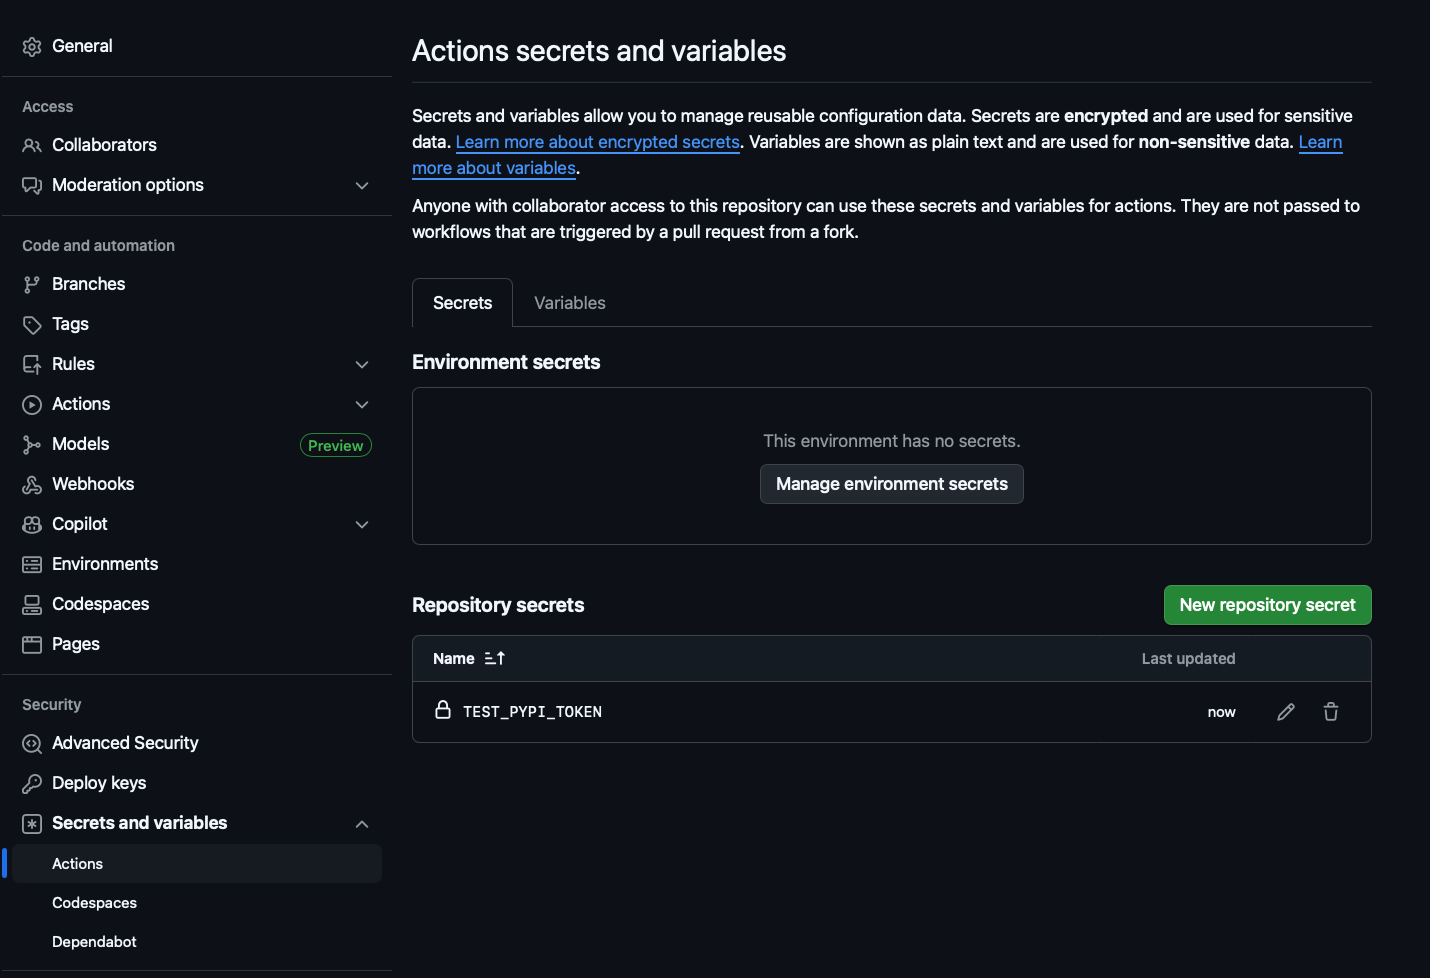 General
Access
Collaborators
Moderation options
Code and automation
Branches
Tags
Rules
Actions
Models
Preview
Webhooks
Copilot
Environments
Codespaces
Pages
Security
Advanced Security
Deploy keys
Secrets and variables
Actions
Codespaces
Dependabot
Actions secrets and variables
Secrets and variables allow you to manage reusable configuration data. Secrets are encrypted and are used for sensitive
data. Learn more about encrypted secrets. Variables are shown as plain text and are used for non-sensitive data. Learn
more about variables.
Anyone with collaborator access to this repository can use these secrets and variables for actions. They are not passed to
workflows that are triggered by a pull request from a fork.
Secrets
Variables
Environment secrets
This environment has no secrets.
Manage environment secrets
Repository secrets
New repository secret
Name
Last updated
TEST_PYPI_TOKEN
now